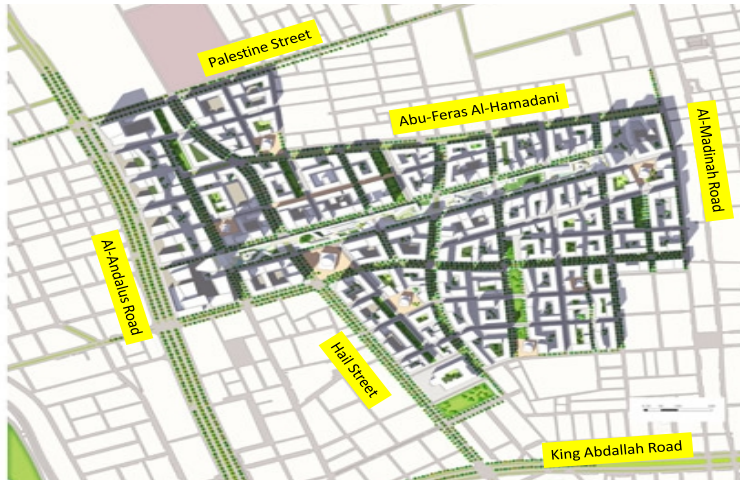 Palestine Street
Abu-Feras Al-Hamadani
Al-Madinah Road
Al-Andalus Road
Hail Street
King Abdallah Road